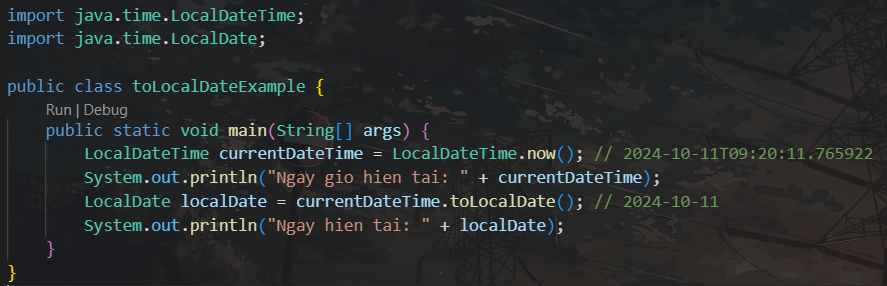 import java.time.LocalDateTime;
import java.time.LocalDate;
public class toLocalDateExample {
Run | Debug
public static void main(String[] args) {
LocalDateTime currentDateTime = LocalDateTime.now(); // 2024-10-11T09:20:11.765922
System.out.println("Ngay gio hien tai: " + currentDateTime);
LocalDate localDate = currentDateTime.toLocalDate(); // 2024-10-11
System.out.println("Ngay hien tai: " + localDate);
}
}